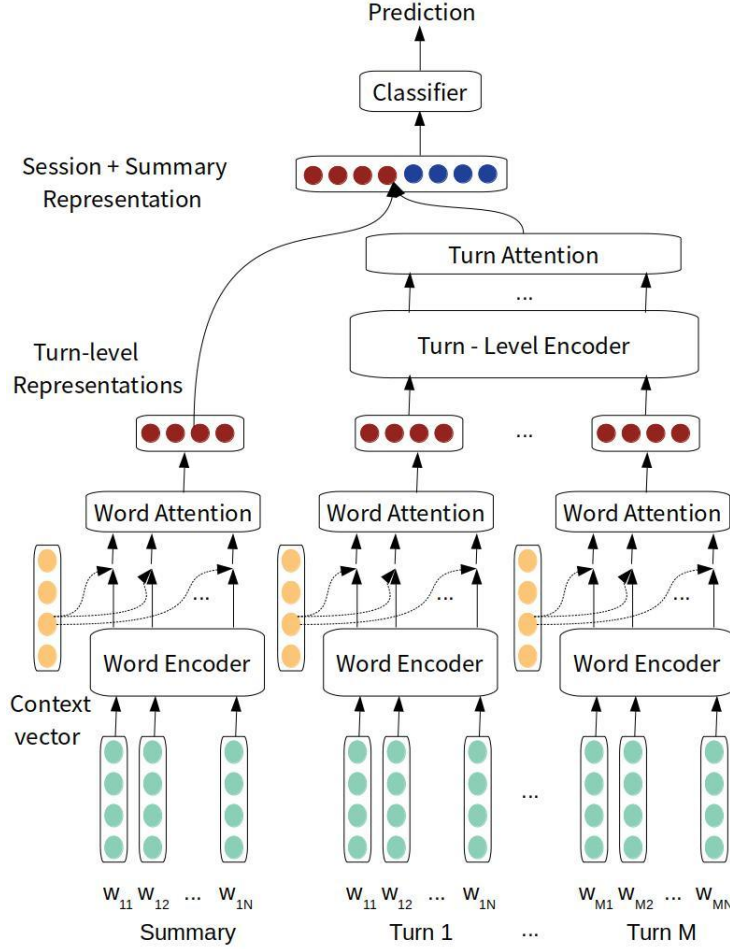 Prediction
Classifier
Session + Summary
Representation
Turn Attention
...
Turn - Level Encoder
Turn-level
Representations
...
Word Attention Word Attention Word Attention
... ... ...
Word Encoder Word Encoder Word Encoder
Context
vector
...
w11 w12 ... w1N w11 w12 ... w1N wM1 wM2 ... wMN
Summary Turn 1 ... Turn M